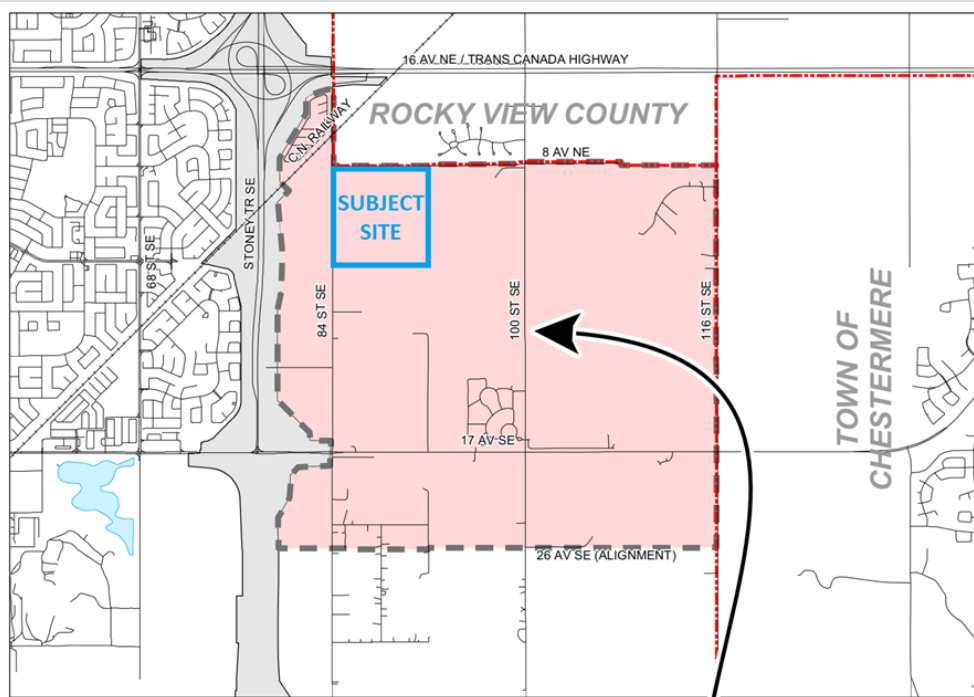 16 AV NE / TRANS CANADA HIGHWAY
ROCKY VIEW COUNTY
C.N. RAILWAY
8 AV NE
SUBJECT
SITE
STONEY TR SE
68 ST SE
84 ST SE
100 ST SE
116 ST SE
TOWN OF
CHESTERMERE
17 AV SE
26 AV SE (ALIGNMENT)